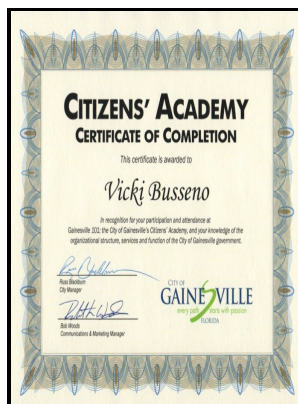 CITIZENS' ACADEMY
CERTIFICATE OF COMPLETION
This certificate is awarded to
Vicki Busseno
In recognition for your participation and attendance at
Gainesville 101: the City of Gainesville's Citizens' Academy, and your knowledge of the
organizational structure, services and function of the City of Gainesville government.
Russ Blackburn
City Manager
Bob Woods
Communications & Marketing Manager
CITY OF
GAINESVILLE
every path starts with passion
FLORIDA